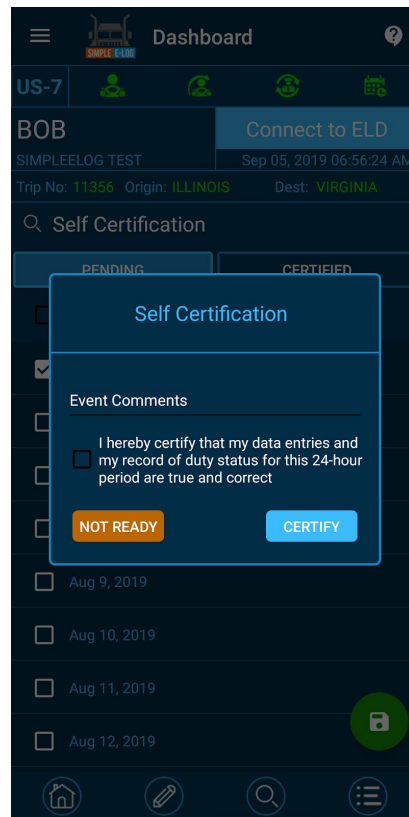 Dashboard
SIMPLE E-LOG
US-7
BOB
Connect to ELD
SIMPLEELOG TEST
Sep 05, 2019 06:56:24 AM
Trip No: 11356 Origin: ILLINOIS Dest: VIRGINIA
Self Certification
PENDING
CERTIFIED
Self Certification
Event Comments
I hereby certify that my data entries and
my record of duty status for this 24-hour
period are true and correct
NOT READY
CERTIFY
Aug 9, 2019
Aug 10, 2019
Aug 11, 2019
Aug 12, 2019